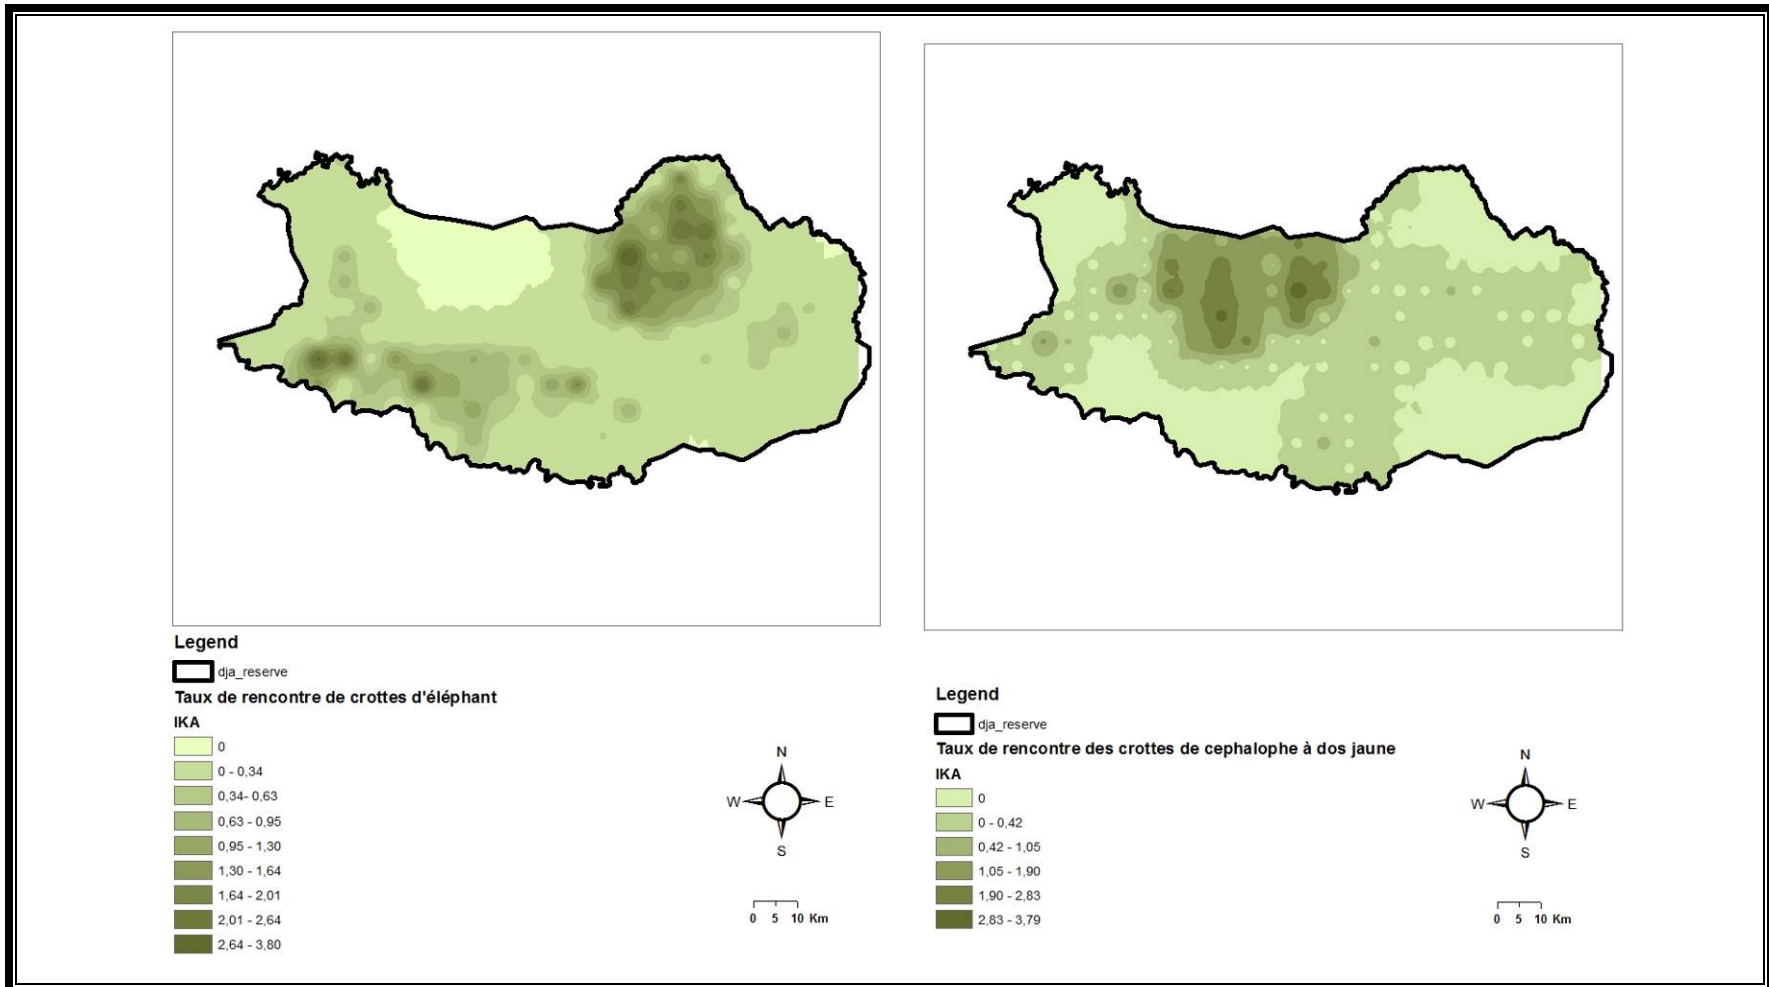 Legend
dja_reserve
Taux de rencontre de crottes d'éléphant
IKA
0
0 - 0,34
0,34- 0,63
0,63 - 0,95
0,95 - 1,30
1,30 - 1,64
1,64 - 2,01
2,01 - 2,64
2,64 - 3,80
N
W E
S
0 5 10 Km
Legend
dja_reserve
Taux de rencontre des crottes de cephalophe à dos jaune
IKA
0
0 - 0,42
0,42 - 1,05
1,05 - 1,90
1,90 - 2,83
2,83 - 3,79
N
W E
S
0 5 10 Km